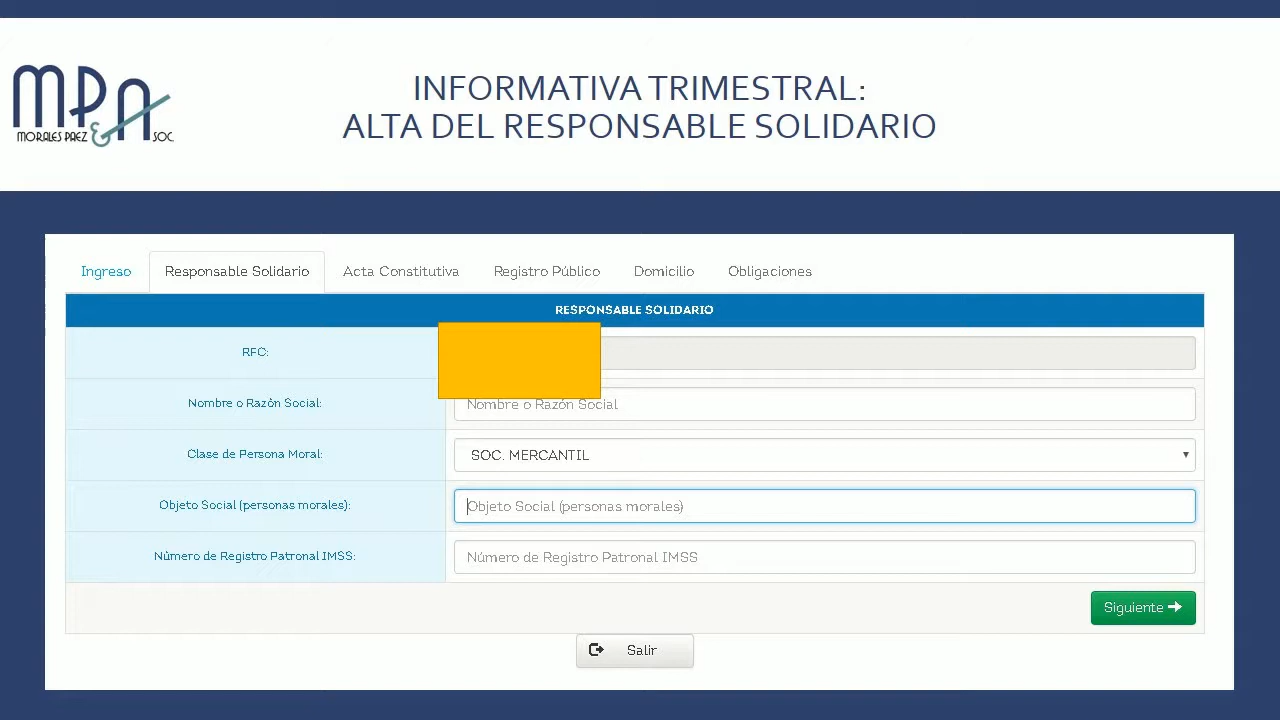 MP&A
MORALES PAEZ SOC.
INFORMATIVA TRIMESTRAL:
ALTA DEL RESPONSABLE SOLIDARIO
Ingreso Responsable Solidario Acta Constitutiva Registro Público Domicilio Obligaciones
RESPONSABLE SOLIDARIO
RFC:
Nombre o Razón Social: Nombre o Razón Social
Clase de Persona Moral: SOC. MERCANTIL
Objeto Social (personas morales): Objeto Social (personas morales)
Número de Registro Patronal IMSS: Número de Registro Patronal IMSS
Siguiente
Salir